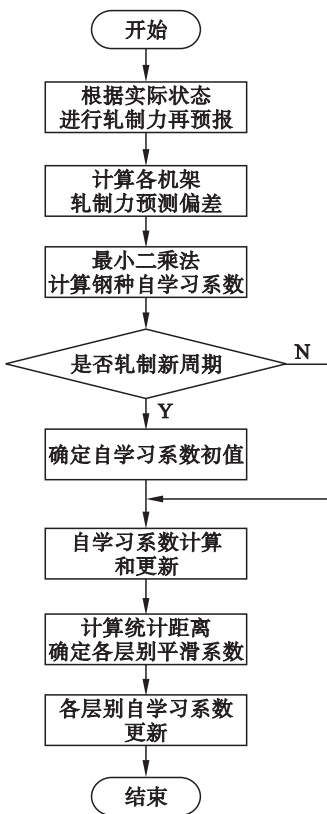 开始
根据实际状态
进行轧制力再预报
计算各机架
轧制力预测偏差
最小二乘法
计算钢种自学习系数
是否轧制新周期
N
Y
确定自学习系数初值
自学习系数计算
和更新
计算统计距离
确定各层别平滑系数
各层别自学习系数
更新
结束